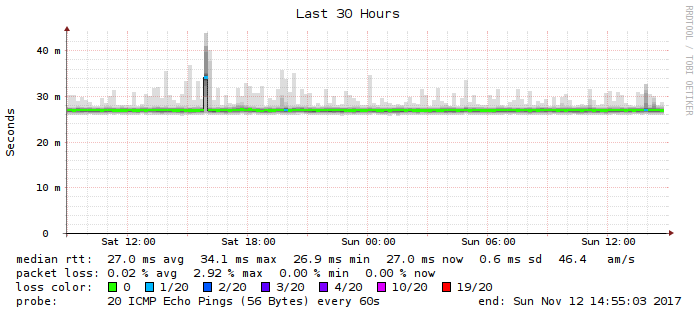 Last 30 Hours
RRDTOOL / TOBI OETIKER
Seconds
40 m
30 m
20 m
10 m
0
Sat 12:00 Sat 18:00 Sun 00:00 Sun 06:00 Sun 12:00
median rtt: 27.0 ms avg 34.1 ms max 26.9 ms min 27.0 ms now 0.6 ms sd 46.4 am/s
packet loss: 0.02 % avg 2.92 % max 0.00 % min 0.00 % now
loss color: 0 1/20 2/20 3/20 4/20 10/20 19/20
probe: 20 ICMP Echo Pings (56 Bytes) every 60s end: Sun Nov 12 14:55:03 2017